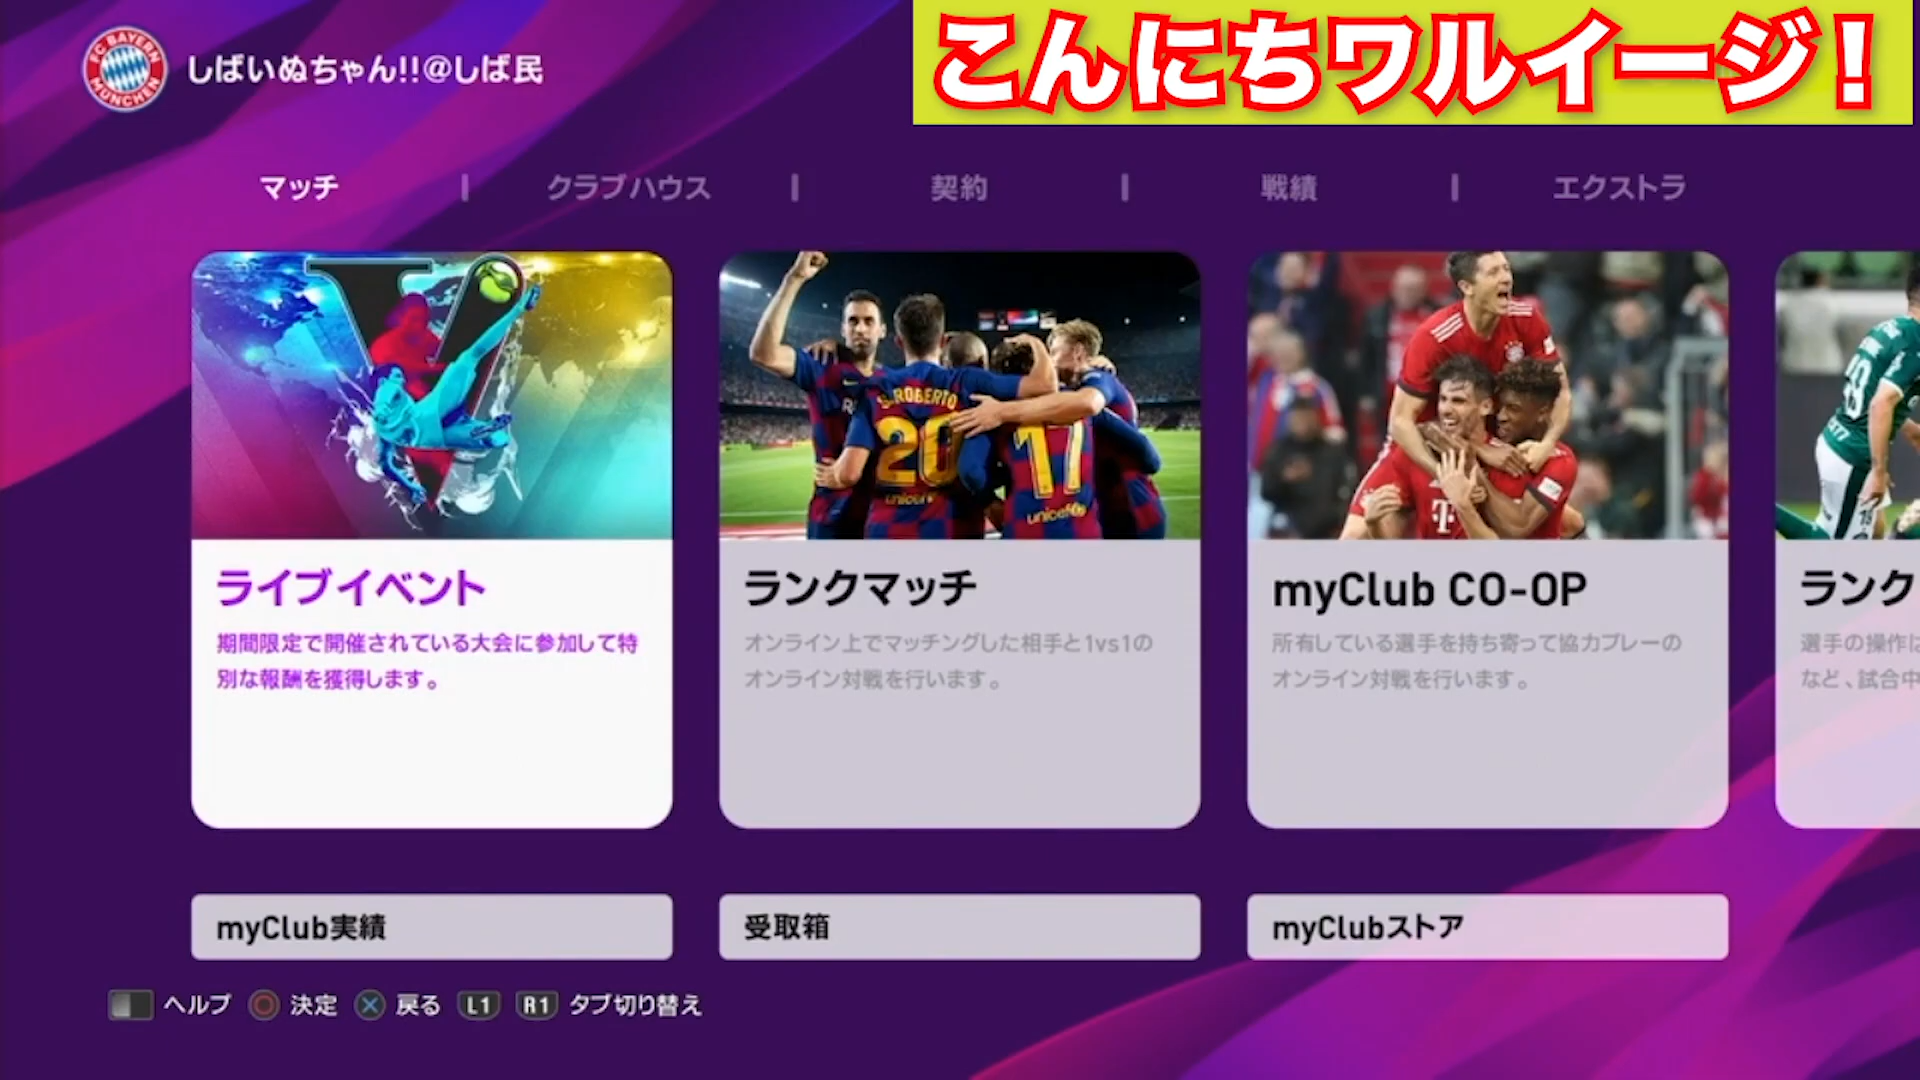 FC BAYERN MÜNCHEN
しばいぬちゃん!!@しば民
こんにちワルイージ！
マッチ
クラブハウス
契約
戦績
エクストラ
S.ROBERTO
20
unicef
17
unicef
T
ライブイベント
期間限定で開催されている大会に参加して特
別な報酬を獲得します。
ランクマッチ
オンライン上でマッチングした相手と1vs1の
オンライン対戦を行います。
myClub CO-OP
所有している選手を持ち寄って協力プレーの
オンライン対戦を行います。
ランク
選手の操作は
など、試合中
myClub実績
受取箱
myClubストア
ヘルプ
決定
戻る
L1
R1
タブ切り替え